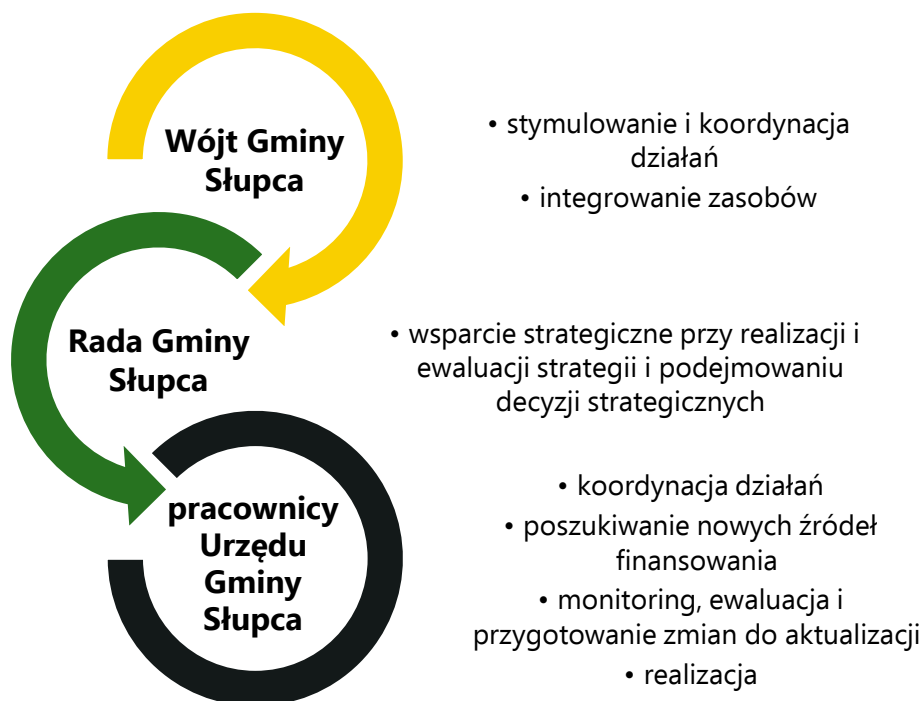 Wójt Gminy
Słupca
• stymulowanie i koordynacja
działań
• integrowanie zasobów
Rada Gminy
Słupca
• wsparcie strategiczne przy realizacji i
ewaluacji strategii i podejmowaniu
decyzji strategicznych
pracownicy
Urzędu
Gminy
Słupca
• koordynacja działań
• poszukiwanie nowych źródeł
finansowania
• monitoring, ewaluacja i
przygotowanie zmian do aktualizacji
• realizacja